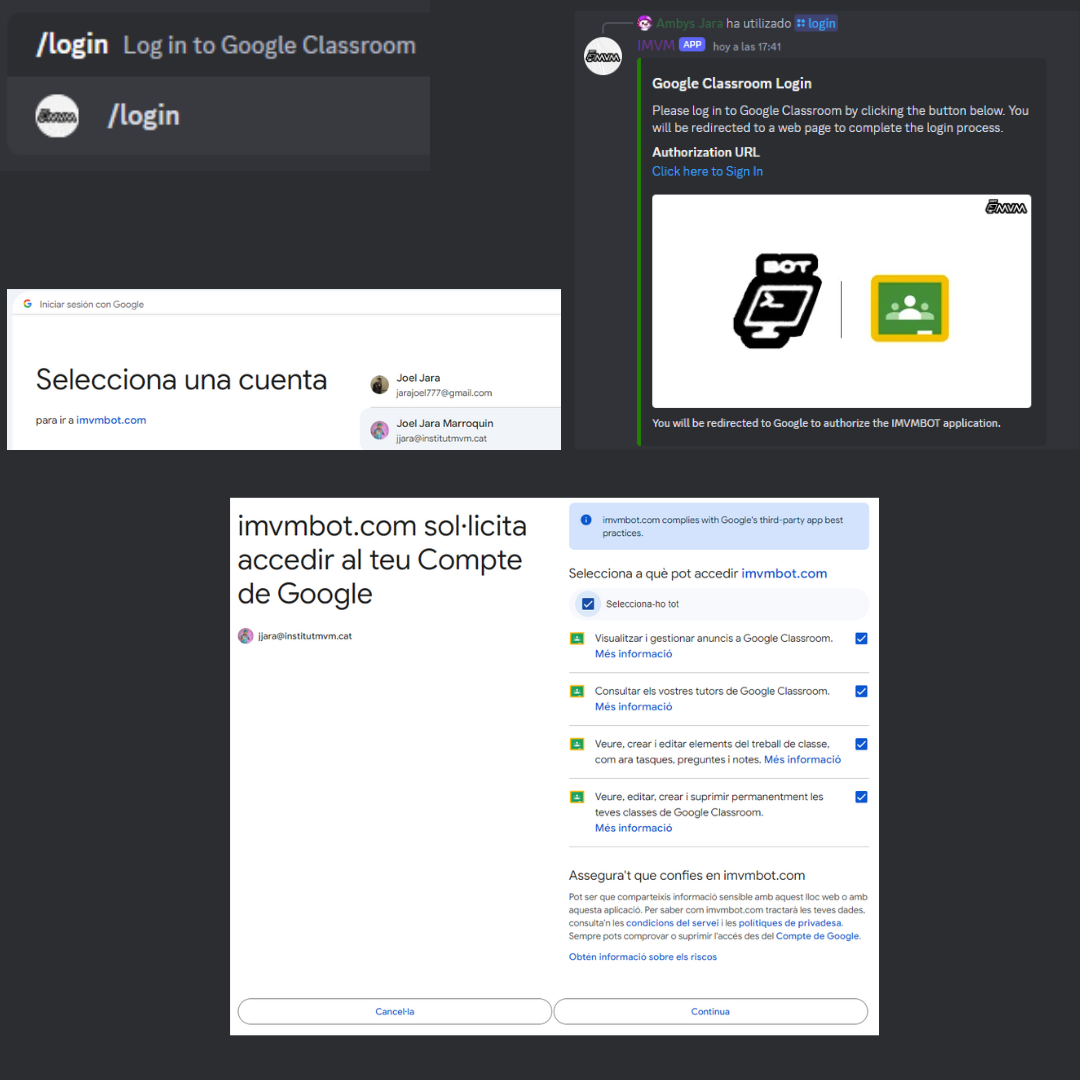 /login Log in to Google Classroom
EMVM /login
Ambys Jara ha utilizado login
EMVM
IMVM APP hoy a las 17:41
Google Classroom Login
Please log in to Google Classroom by clicking the button below. You
will be redirected to a web page to complete the login process.
Authorization URL
Click here to Sign In
EMVM
BOT
You will be redirected to Google to authorize the IMVMBOT application.
G Iniciar sesión con Google
Selecciona una cuenta
para ir a imvmbot.com
Joel Jara
jarajoel777@gmail.com
Joel Jara Marroquin
jjara@institutmvm.cat
imvmbot.com sol·licita
accedir al teu Compte
de Google
jjara@institutmvm.cat
imvmbot.com complies with Google's third-party app best
practices.
Selecciona a què pot accedir imvmbot.com
Selecciona-ho tot
Visualitzar i gestionar anuncis a Google Classroom.
Més informació
Consultar els vostres tutors de Google Classroom.
Més informació
Veure, crear i editar elements del treball de classe,
com ara tasques, preguntes i notes. Més informació
Veure, editar, crear i suprimir permanentment les
teves classes de Google Classroom.
Més informació
Assegura't que confies en imvmbot.com
Pot ser que comparteixis informació sensible amb aquest lloc web o amb
aquesta aplicació. Per saber com imvmbot.com tractarà les teves dades,
consulta'n les condicions del servei i les polítiques de privadesa.
Sempre pots comprovar o suprimir l'accés des del Compte de Google.
Obtén informació sobre els riscos
Cancel·la
Continua